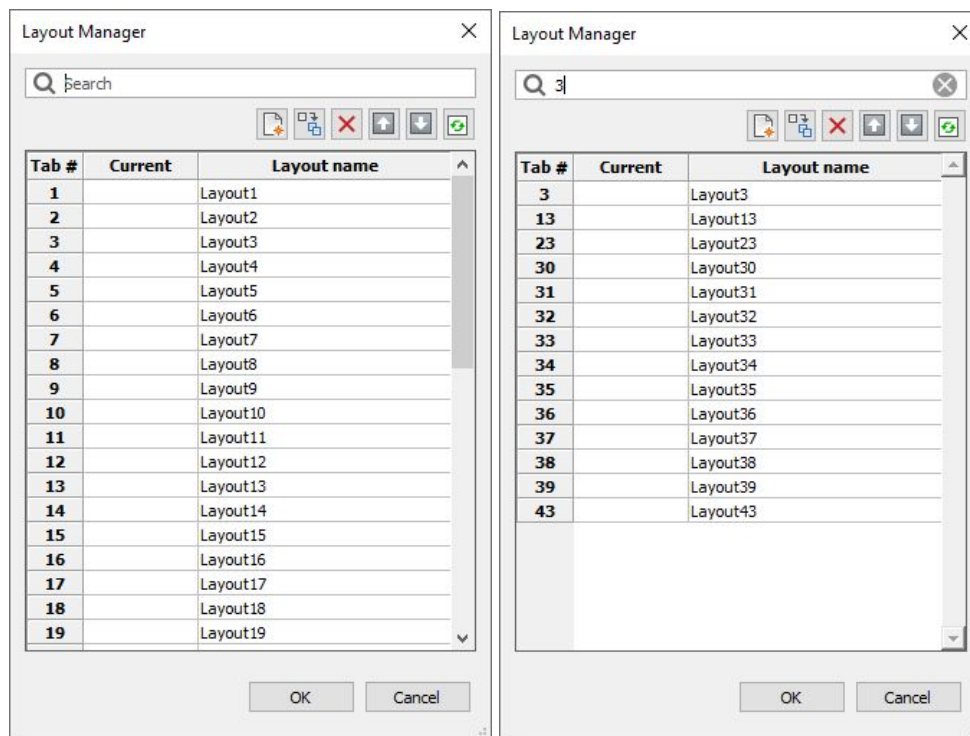 Layout Manager
Search
Tab # Current Layout name
1 Layout1
2 Layout2
3 Layout3
4 Layout4
5 Layout5
6 Layout6
7 Layout7
8 Layout8
9 Layout9
10 Layout10
11 Layout11
12 Layout12
13 Layout13
14 Layout14
15 Layout15
16 Layout16
17 Layout17
18 Layout18
19 Layout19
OK Cancel
Layout Manager
3
Tab # Current Layout name
3 Layout3
13 Layout13
23 Layout23
30 Layout30
31 Layout31
32 Layout32
33 Layout33
34 Layout34
35 Layout35
36 Layout36
37 Layout37
38 Layout38
39 Layout39
43 Layout43
OK Cancel